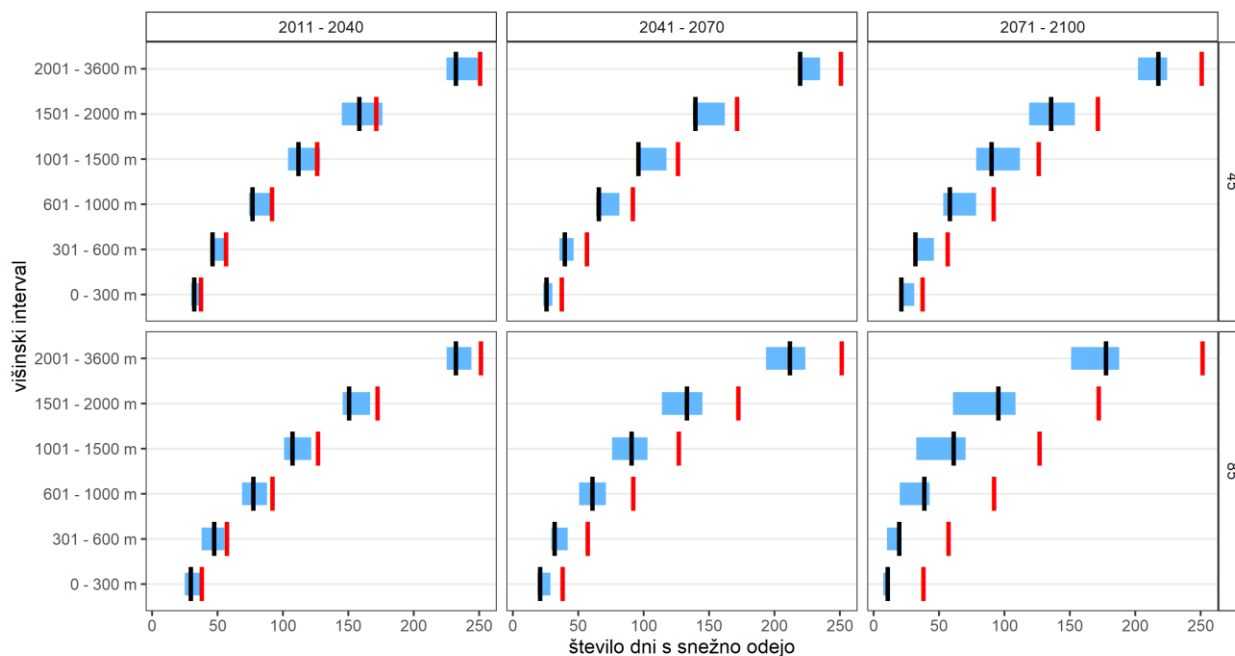 2011 - 2040
2041 - 2070
2071 - 2100
višinski interval
2001 - 3600 m
1501 - 2000 m
1001 - 1500 m
601 - 1000 m
301 - 600 m
0 - 300 m
45
2001 - 3600 m
1501 - 2000 m
1001 - 1500 m
601 - 1000 m
301 - 600 m
0 - 300 m
85
0 50 100 150 200 250
0 50 100 150 200 250
0 50 100 150 200 250
število dni s snežno odejo